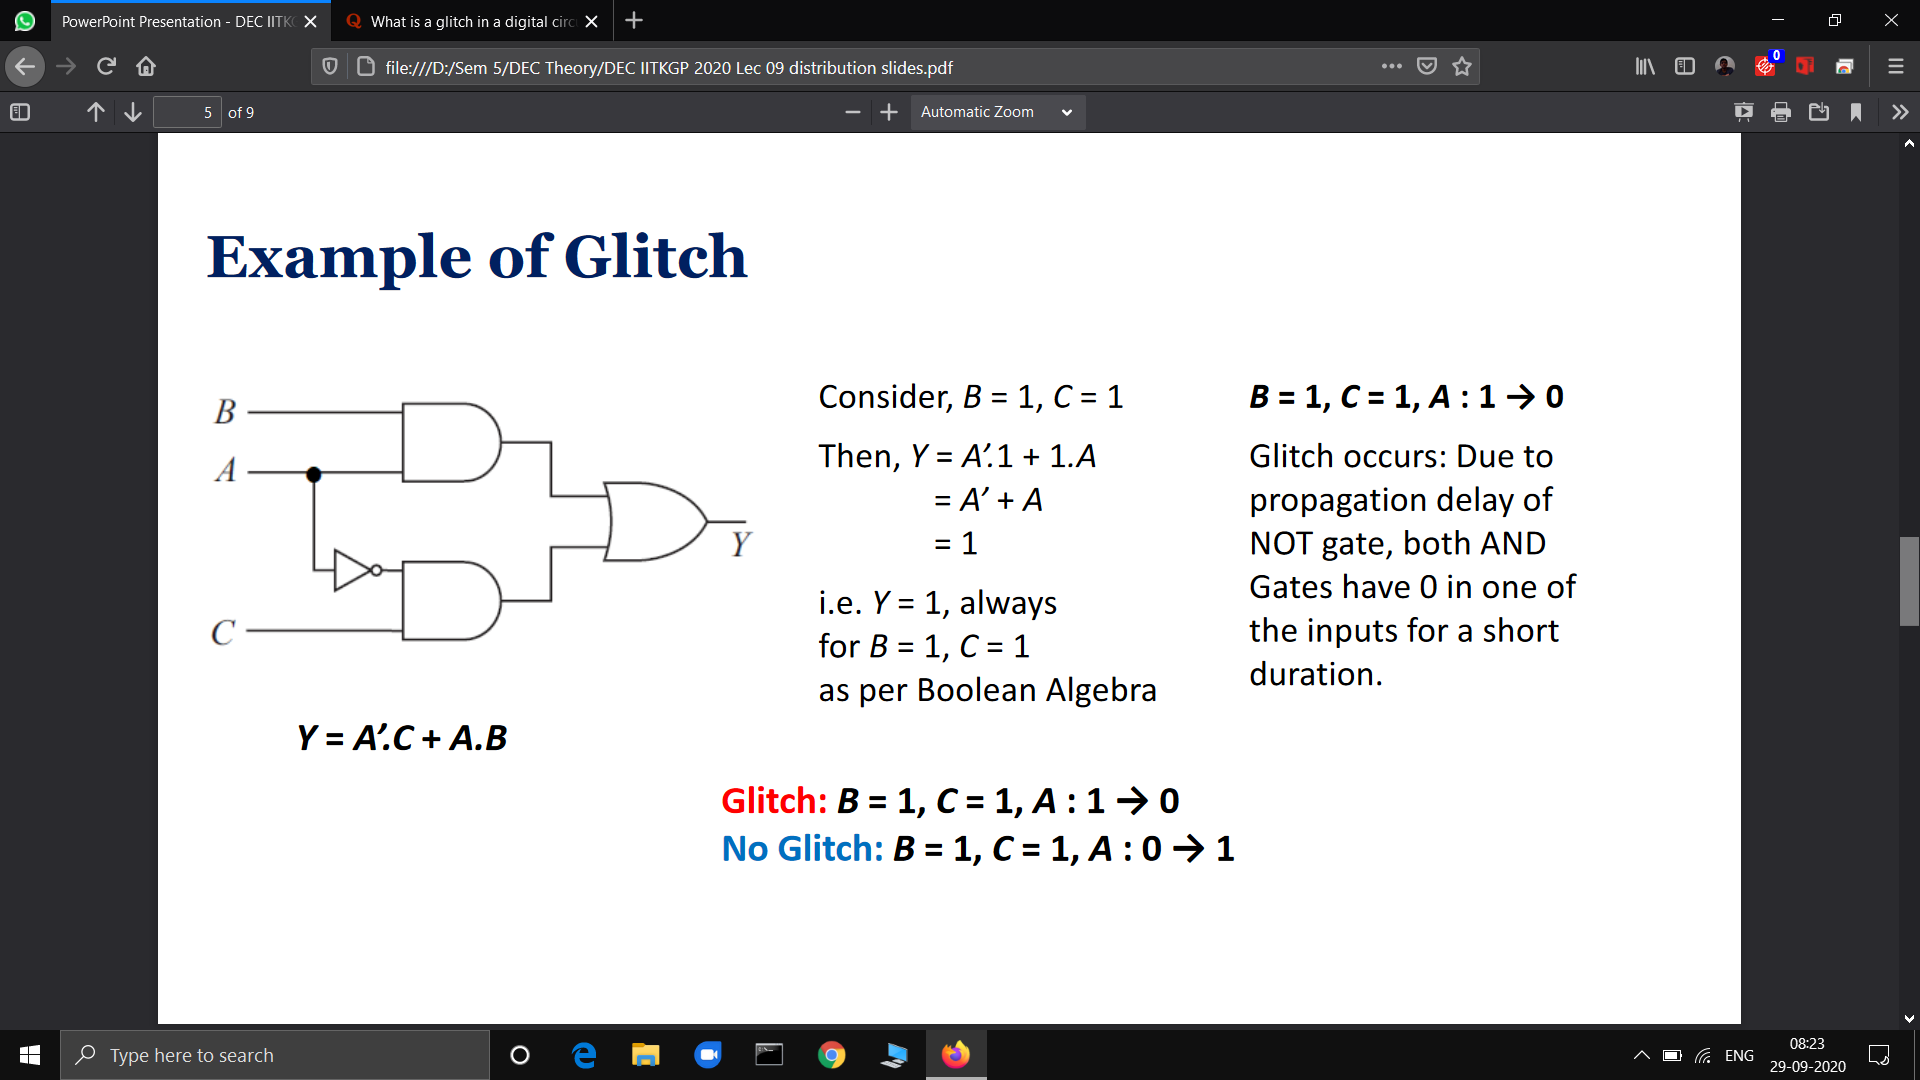 PowerPoint Presentation - DEC IITK
What is a glitch in a digital circ
file:///D:/Sem 5/DEC Theory/DEC IITKGP 2020 Lec 09 distribution slides.pdf
0
5 of 9
Automatic Zoom
Example of Glitch
B
A
C
Y
Y = A’.C + A.B
Consider, B = 1, C = 1
Then, Y = A’.1 + 1.A
= A’ + A
= 1
i.e. Y = 1, always
for B = 1, C = 1
as per Boolean Algebra
B = 1, C = 1, A : 1 → 0
Glitch occurs: Due to
propagation delay of
NOT gate, both AND
Gates have 0 in one of
the inputs for a short
duration.
Glitch: B = 1, C = 1, A : 1 → 0
No Glitch: B = 1, C = 1, A : 0 → 1
Type here to search
ENG
08:23
29-09-2020